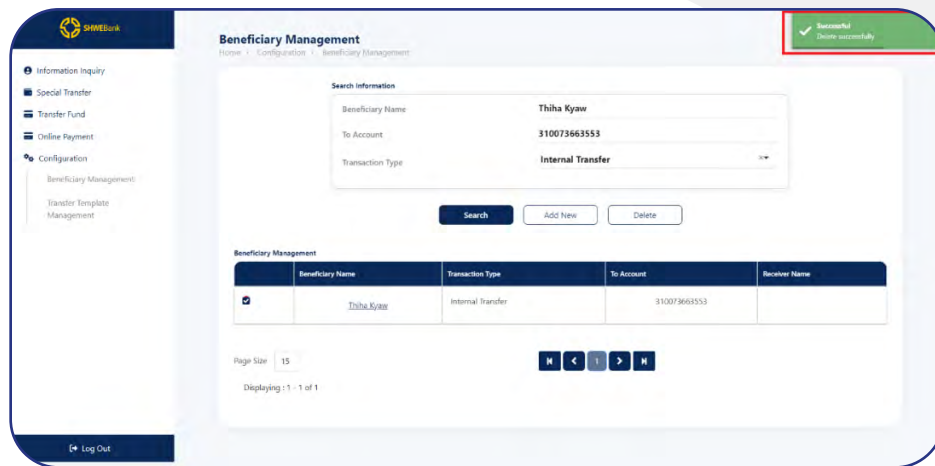 SHWEBank
Information Inquiry
Special Transfer
Transfer Fund
Online Payment
Configuration
Beneficiary Management
Transfer Template
Management
Log Out
Beneficiary Management
Home > Configuration > Beneficiary Management
Successful
Delete successfully
Search Information
Beneficiary Name Thiha Kyaw
To Account 310073663553
Transaction Type Internal Transfer
Search Add New Delete
Beneficiary Management
Beneficiary Name Transaction Type To Account Receiver Name
Thiha Kyaw Internal Transfer 310073663553
Page Size 15
1
Displaying : 1 - 1 of 1